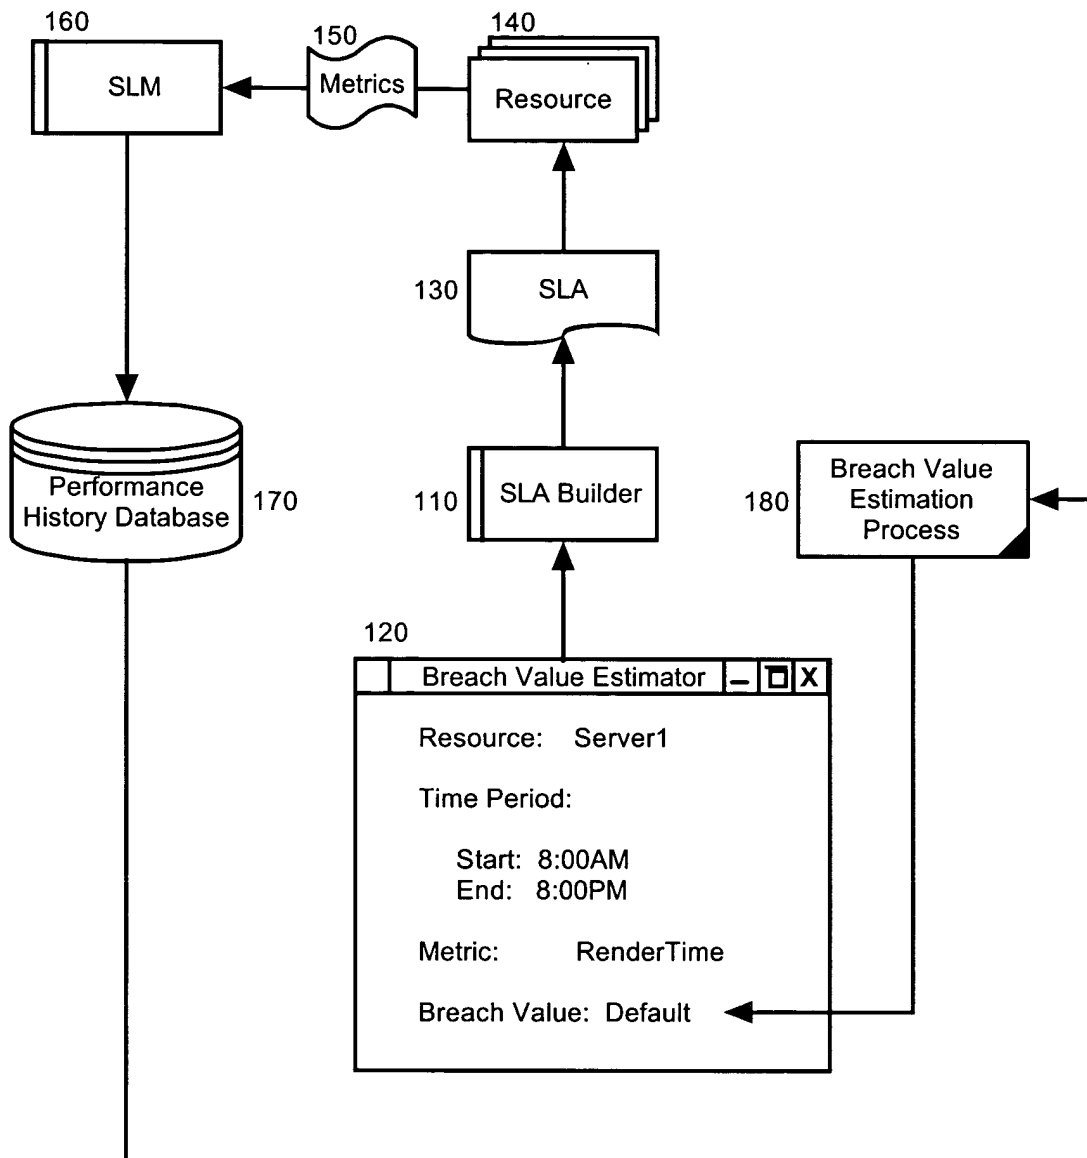 160
SLM
150
Metrics
140
Resource
130
SLA
110
SLA Builder
Performance
History Database
170
180
Breach Value
Estimation
Process
120
Breach Value Estimator
X
Resource: Server1
Time Period:
Start: 8:00AM
End: 8:00PM
Metric: RenderTime
Breach Value: Default